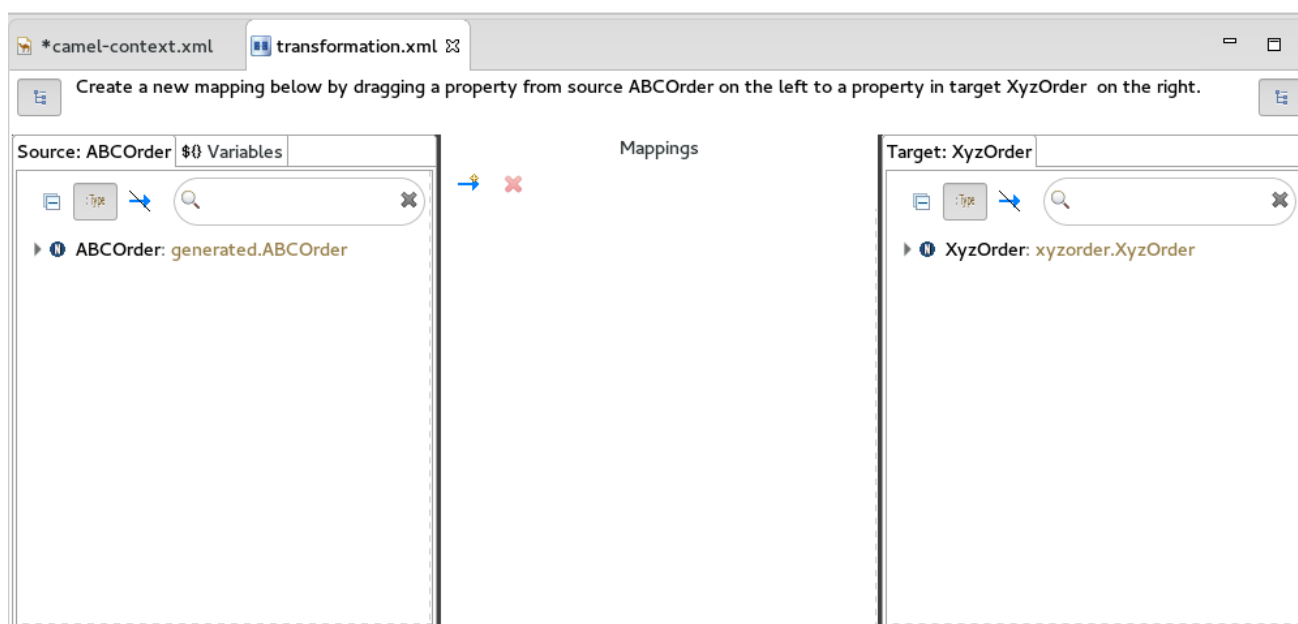 *camel-context.xml transformation.xml
Create a new mapping below by dragging a property from source ABCOrder on the left to a property in target XyzOrder on the right.
Source: ABCOrder ${} Variables Mappings Target: XyzOrder
:Type :Type
ABCOrder: generated.ABCOrder XyzOrder: xyzorder.XyzOrder